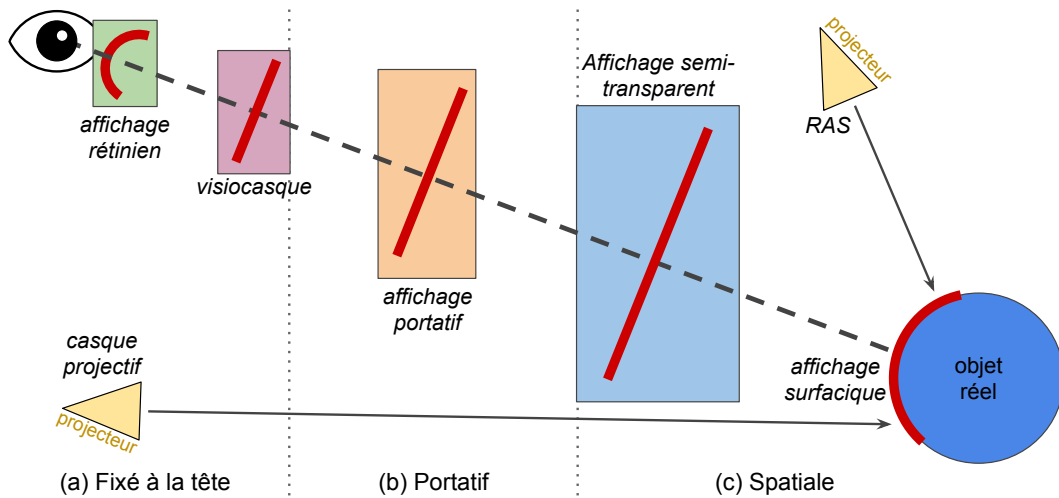 affichage
rétinien
visiocasque
affichage
portatif
Affichage semi-
transparent
projecteur
RAS
casque
projectif
projecteur
affichage
surfacique
objet
réel
(a) Fixé à la tête
(b) Portatif
(c) Spatiale